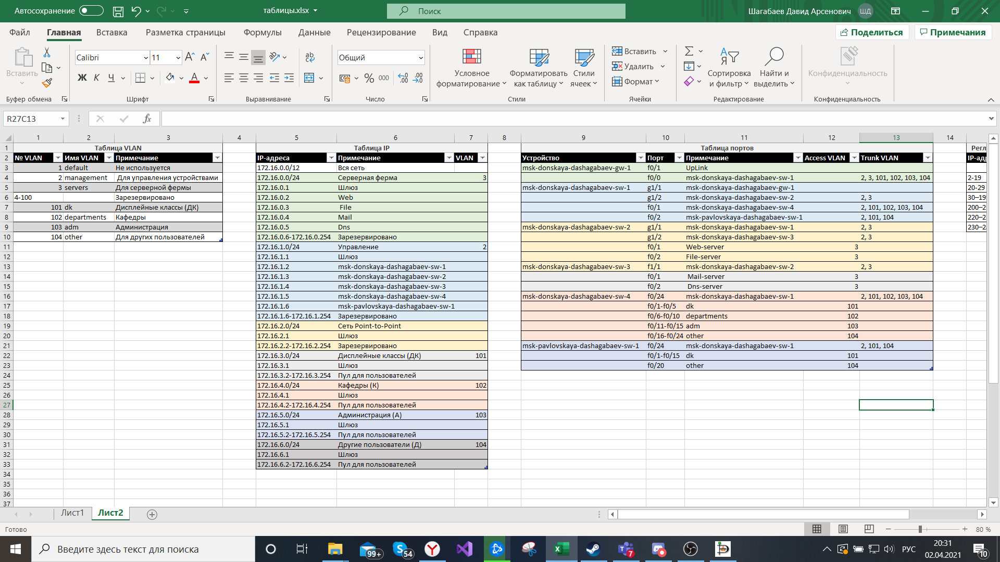 Автосохранение
таблицы.xlsx
Поиск
Шагабаев Давид Арсенович
ШД
Файл Главная Вставка Разметка страницы Формулы Данные Рецензирование Вид Справка
Поделиться
Примечания
Вставить
Буфер обмена
Calibri 11
Ж К Ч
Шрифт
Выравнивание
Общий
% 000
Число
Условное форматирование
Форматировать как таблицу
Стили ячеек
Стили
Вставить
Удалить
Формат
Ячейки
Сортировка и фильтр
Найти и выделить
Редактирование
Конфиденциальность
Конфиденциальность
R27C13
fx
1 2 3 4 5 6 7 8 9 10 11 12 13 14
1 Таблица VLAN Таблица IP Таблица портов Регл
2 № VLAN Имя VLAN Примечание IP-адреса Примечание VLAN Устройство Порт Примечание Access VLAN Trunk VLAN IP-ад
3 1 default Не используется 172.16.0.0/12 Вся сеть msk-donskaya-dashagabaev-gw-1 f0/1 UpLink
4 2 management Для управления устройствами 172.16.0.0/24 Серверная ферма 3 f0/0 msk-donskaya-dashagabaev-sw-1 2, 3, 101, 102, 103, 104 2-19
5 3 servers Для серверной фермы 172.16.0.1 Шлюз msk-donskaya-dashagabaev-sw-1 g1/1 msk-donskaya-dashagabaev-gw-1 20-29
6 4-100 Зарезервировано 172.16.0.2 Web g1/2 msk-donskaya-dashagabaev-sw-2 2, 3 30–19
7 101 dk Дисплейные классы (ДК) 172.16.0.3 File f0/1 msk-donskaya-dashagabaev-sw-4 2, 101, 102, 103, 104 200–2
8 102 departments Кафедры 172.16.0.4 Mail f0/2 msk-pavlovskaya-dashagabaev-sw-1 2, 101, 104 220–2
9 103 adm Администрация 172.16.0.5 Dns msk-donskaya-dashagabaev-sw-2 g1/1 msk-donskaya-dashagabaev-sw-1 2, 3 230–2
10 104 other Для других пользователей 172.16.0.6-172.16.0.254 Зарезервировано g1/2 msk-donskaya-dashagabaev-sw-3 2, 3
11 172.16.1.0/24 Управление 2 f0/1 Web-server 3
12 172.16.1.1 Шлюз f0/2 File-server 3
13 172.16.1.2 msk-donskaya-dashagabaev-sw-1 msk-donskaya-dashagabaev-sw-3 f1/1 msk-donskaya-dashagabaev-sw-2 2, 3
14 172.16.1.3 msk-donskaya-dashagabaev-sw-2 f0/1 Mail-server 3
15 172.16.1.4 msk-donskaya-dashagabaev-sw-3 f0/2 Dns-server 3
16 172.16.1.5 msk-donskaya-dashagabaev-sw-4 msk-donskaya-dashagabaev-sw-4 f0/24 msk-donskaya-dashagabaev-sw-1 2, 101, 102, 103, 104
17 172.16.1.6 msk-pavlovskaya-dashagabaev-sw-1 f0/1-f0/5 dk 101
18 172.16.1.6-172.16.1.254 Зарезервировано f0/6-f0/10 departments 102
19 172.16.2.0/24 Сеть Point-to-Point f0/11-f0/15 adm 103
20 172.16.2.1 Шлюз f0/16-f0/24 other 104
21 172.16.2.2-172.16.2.254 Зарезервировано msk-pavlovskaya-dashagabaev-sw-1 f0/24 msk-donskaya-dashagabaev-sw-1 2, 101, 104
22 172.16.3.0/24 Дисплейные классы (ДК) 101 f0/1-f0/15 dk 101
23 172.16.3.1 Шлюз f0/20 other 104
24 172.16.3.2-172.16.3.254 Пул для пользователей
25 172.16.4.0/24 Кафедры (К) 102
26 172.16.4.1 Шлюз
27 172.16.4.2-172.16.4.254 Пул для пользователей
28 172.16.5.0/24 Администрация (А) 103
29 172.16.5.1 Шлюз
30 172.16.5.2-172.16.5.254 Пул для пользователей
31 172.16.6.0/24 Другие пользователи (Д) 104
32 172.16.6.1 Шлюз
33 172.16.6.2-172.16.6.254 Пул для пользователей
34
35
36
37
Лист1 Лист2
Готово
80 %
Введите здесь текст для поиска
99+
54
7
РУС
20:31
02.04.2021
10